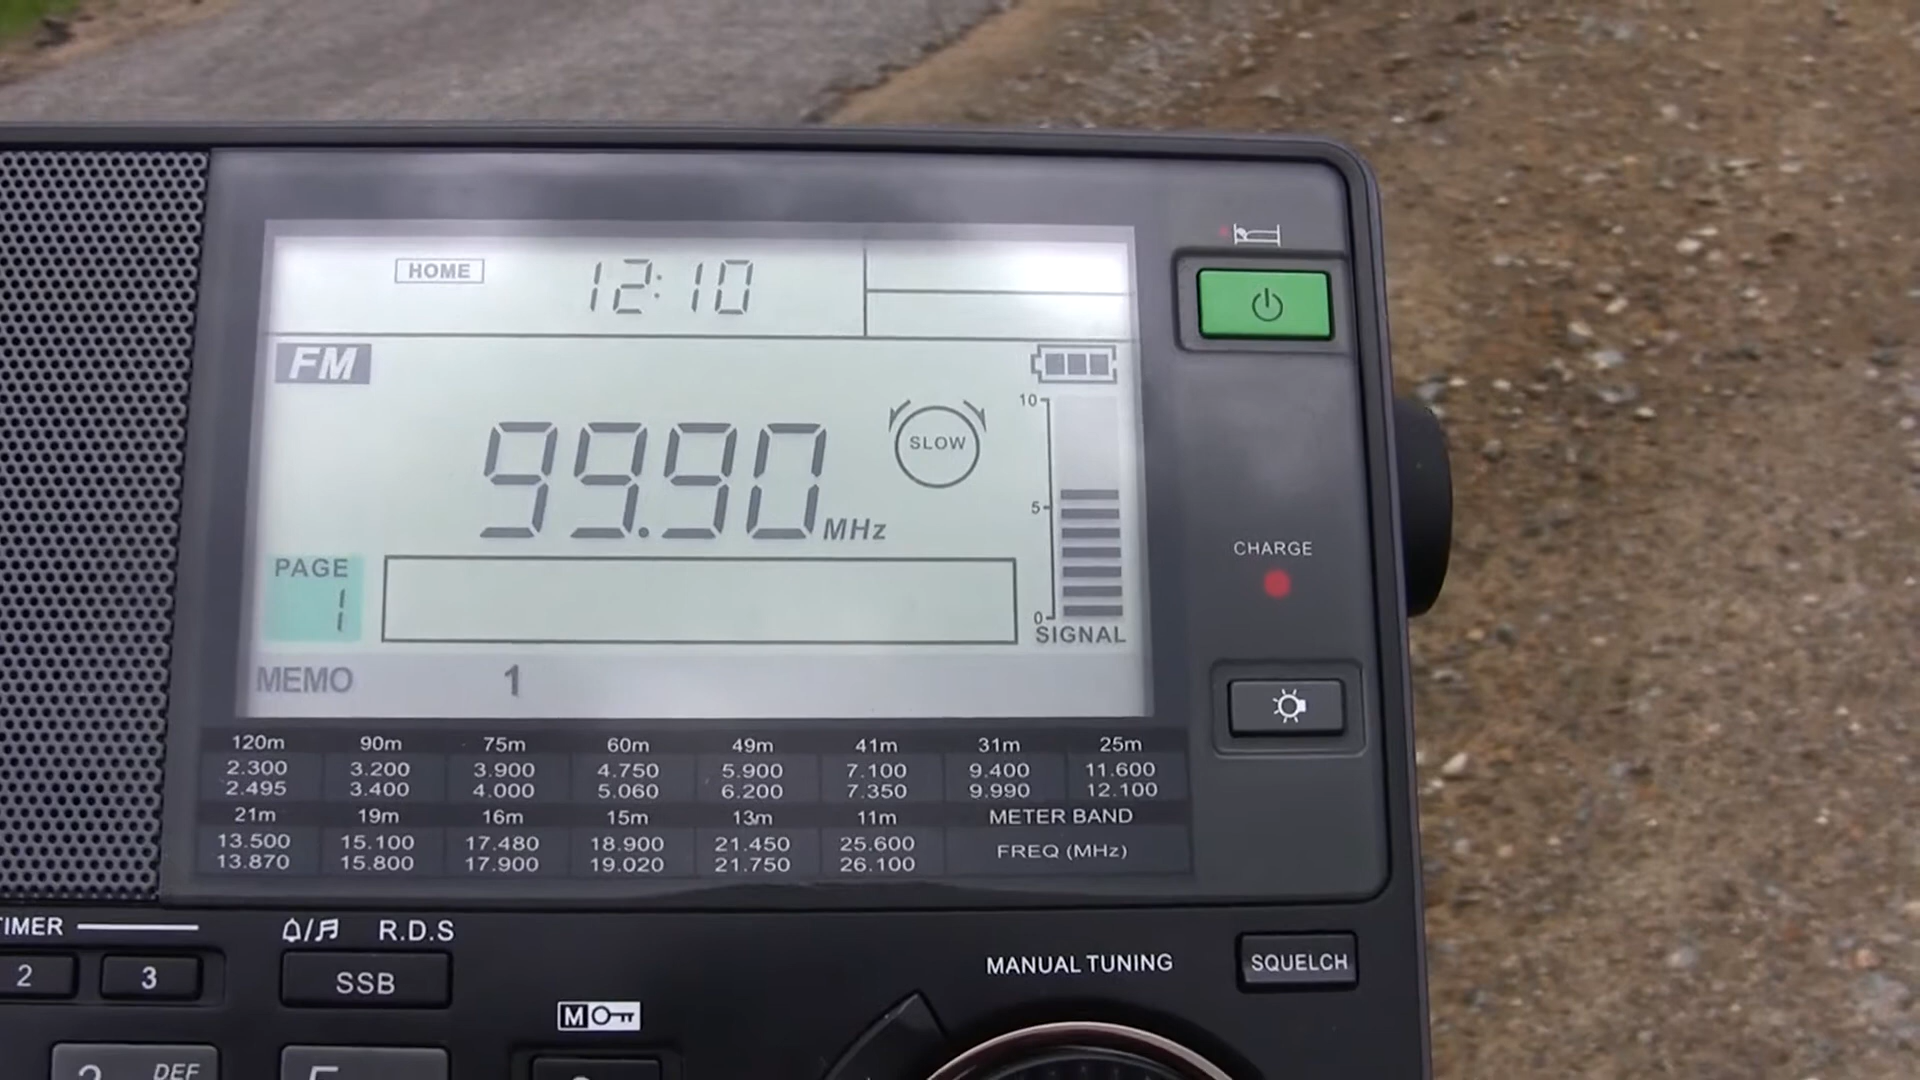 HOME 12:10
FM
10
99.90 MHz
SLOW
5
0
SIGNAL
PAGE
1
MEMO 1
CHARGE
120m 90m 75m 60m 49m 41m 31m 25m
2.300 3.200 3.900 4.750 5.900 7.100 9.400 11.600
2.495 3.400 4.000 5.060 6.200 7.350 9.990 12.100
21m 19m 16m 15m 13m 11m METER BAND
13.500 15.100 17.480 18.900 21.450 25.600 FREQ (MHz)
13.870 15.800 17.900 19.020 21.750 26.100
TIMER
R.D.S
2 3 SSB
MANUAL TUNING SQUELCH
M
DEF